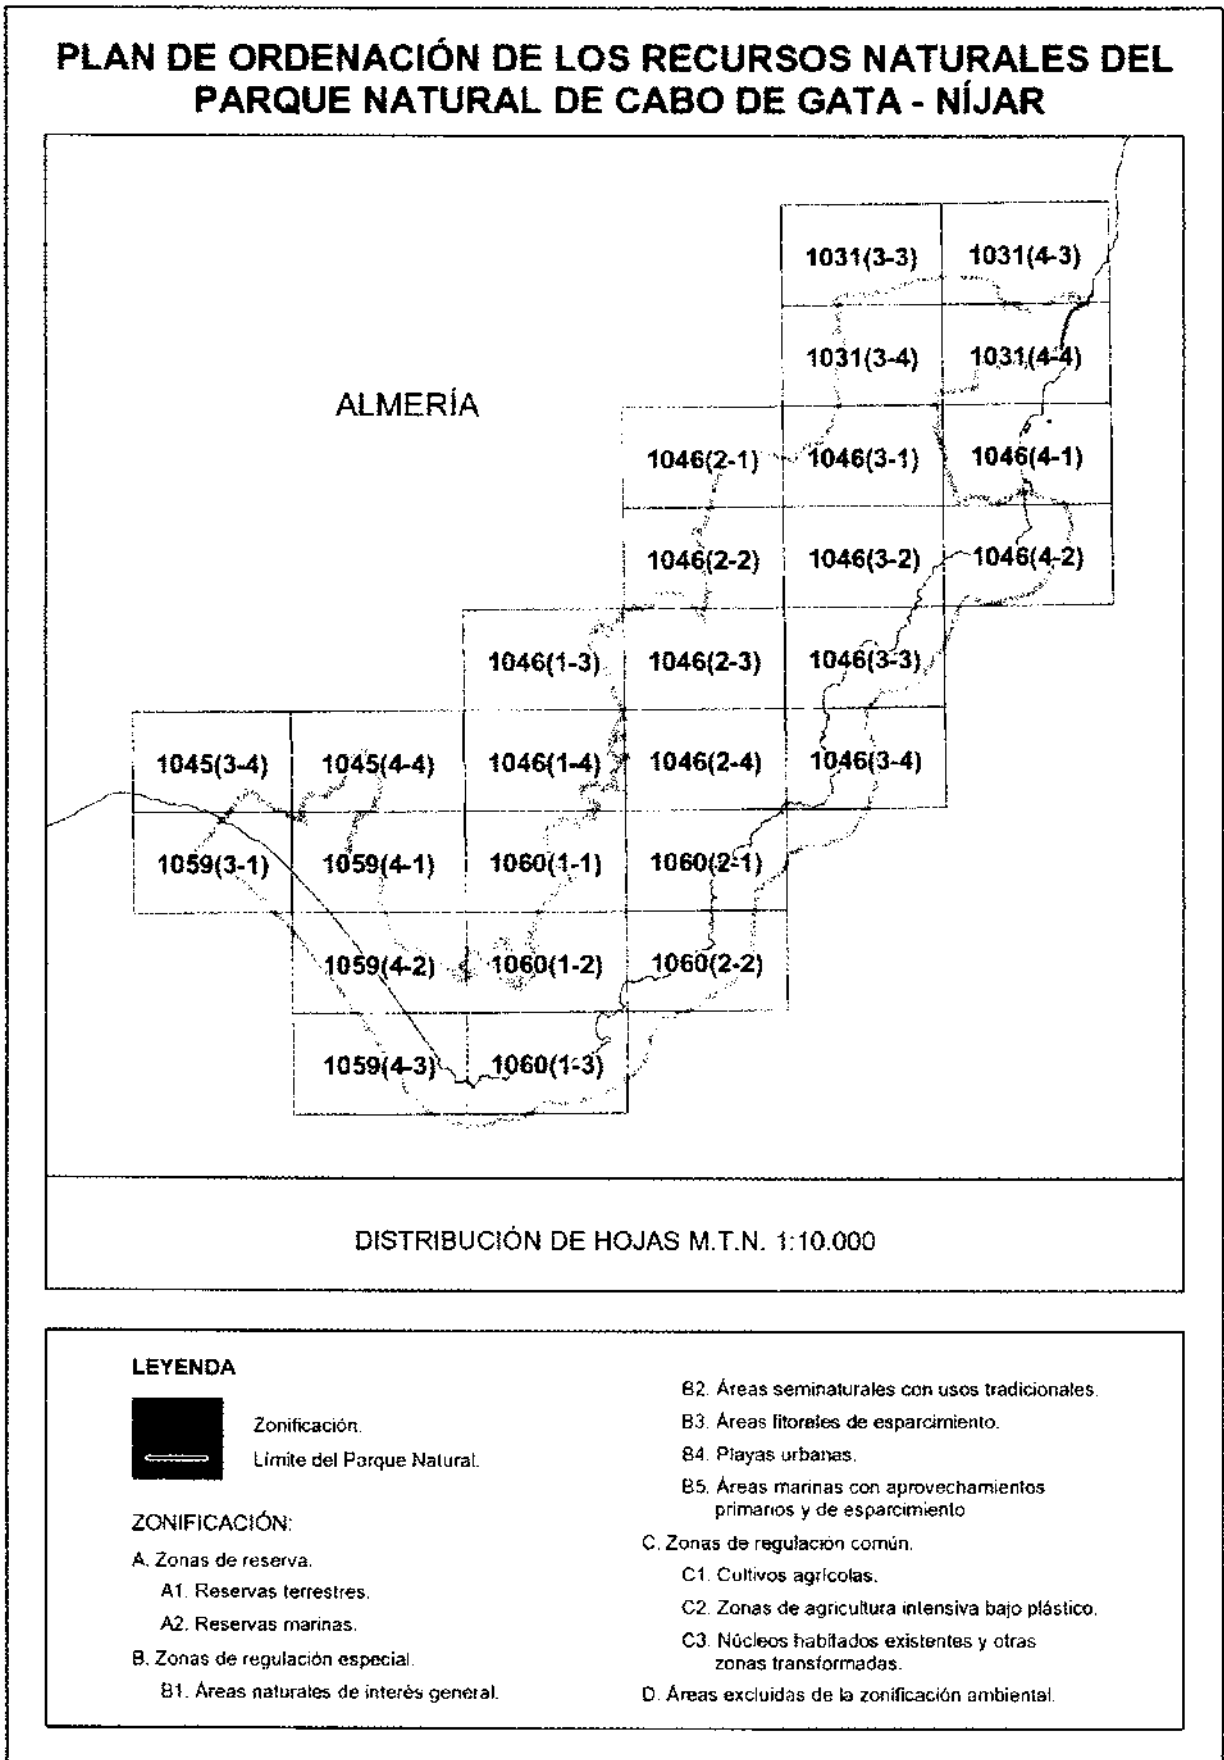 PLAN DE ORDENACIÓN DE LOS RECURSOS NATURALES DEL
PARQUE NATURAL DE CABO DE GATA - NÍJAR
1031(3-3) 1031(4-3)
1031(3-4) 1031(4-4)
ALMERÍA
1046(2-1) 1046(3-1) 1046(4-1)
1046(2-2) 1046(3-2) 1046(4-2)
1046(1-3) 1046(2-3) 1046(3-3)
1045(3-4) 1045(4-4) 1046(1-4) 1046(2-4) 1046(3-4)
1059(3-1) 1059(4-1) 1060(1-1) 1060(2-1)
1059(4-2) 1060(1-2) 1060(2-2)
1059(4-3) 1060(1-3)
DISTRIBUCIÓN DE HOJAS M.T.N. 1:10.000
LEYENDA
Zonificación.
Límite del Parque Natural.
ZONIFICACIÓN:
A. Zonas de reserva.
A1. Reservas terrestres.
A2. Reservas marinas.
B. Zonas de regulación especial.
B1. Áreas naturales de interés general.
B2. Áreas seminaturales con usos tradicionales.
B3. Áreas litorales de esparcimiento.
B4. Playas urbanas.
B5. Áreas marinas con aprovechamientos
primarios y de esparcimiento
C. Zonas de regulación común.
C1. Cultivos agrícolas.
C2. Zonas de agricultura intensiva bajo plástico.
C3. Núcleos habitados existentes y otras
zonas transformadas.
D. Áreas excluidas de la zonificación ambiental.